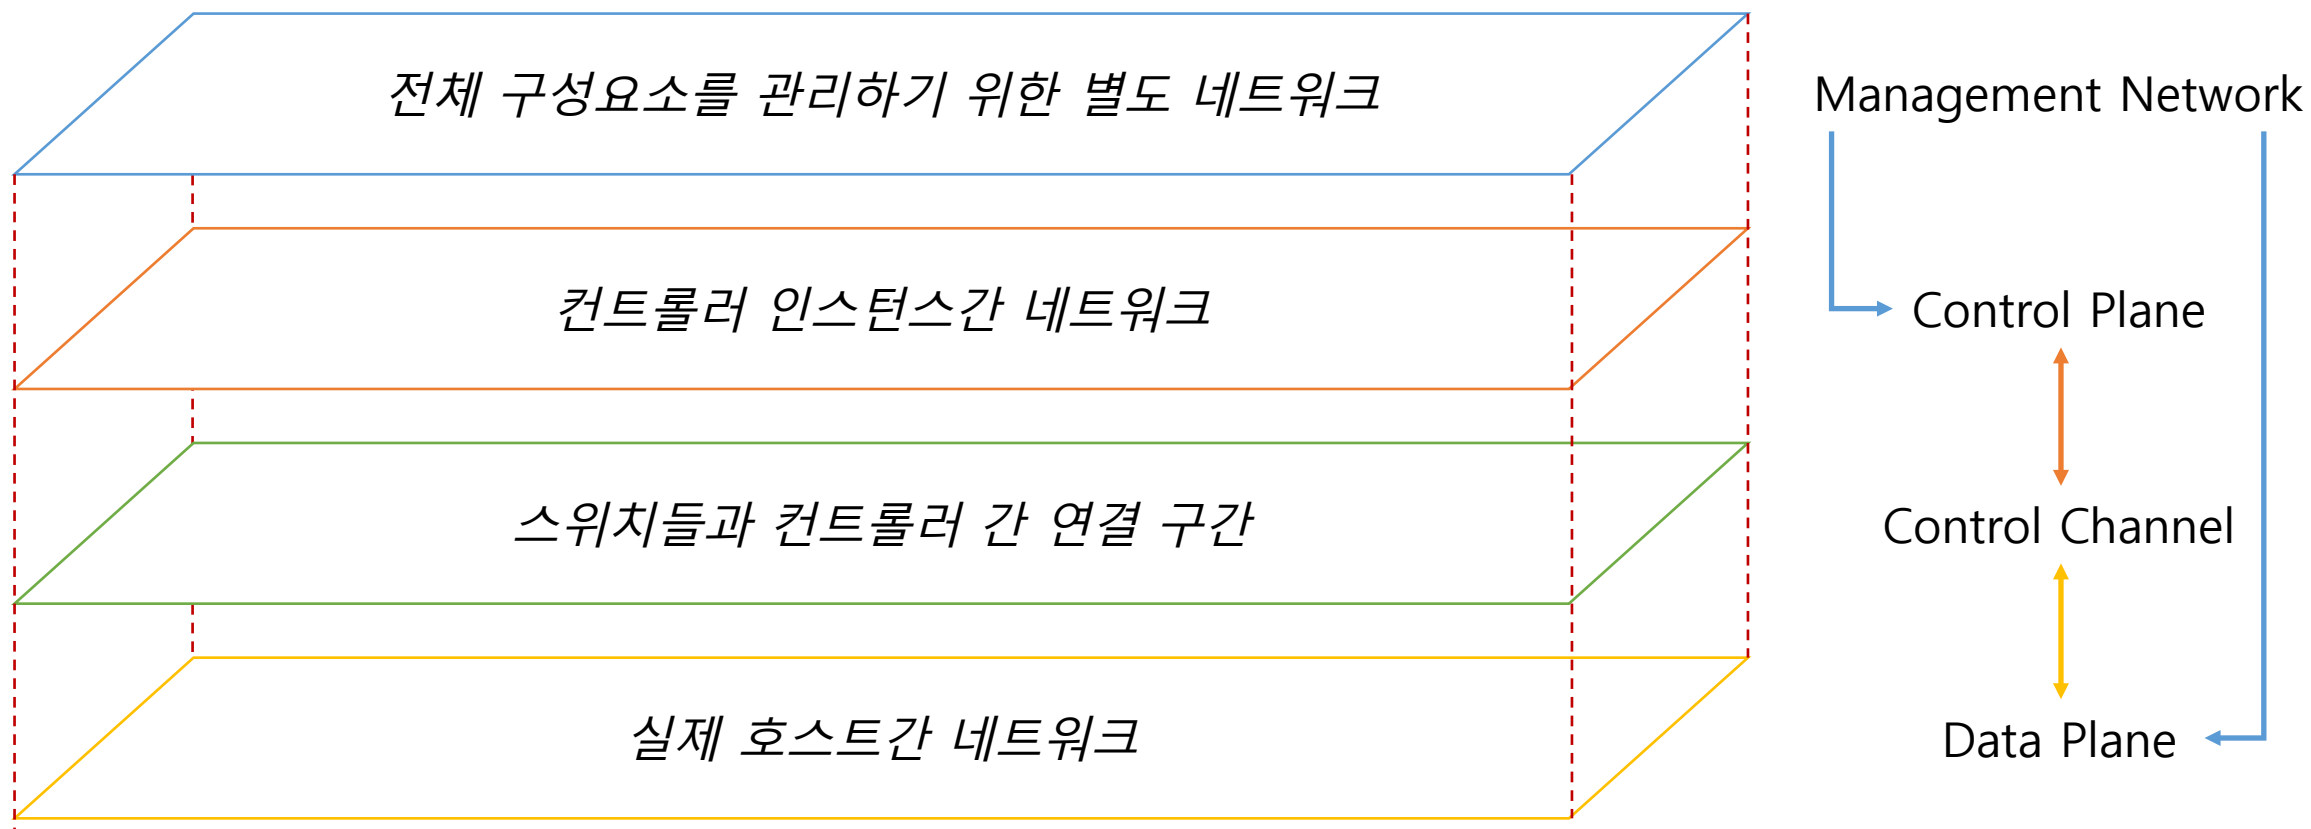 전체 구성요소를 관리하기 위한 별도 네트워크
Management Network
컨트롤러 인스턴스간 네트워크
Control Plane
스위치들과 컨트롤러 간 연결 구간
Control Channel
실제 호스트간 네트워크
Data Plane